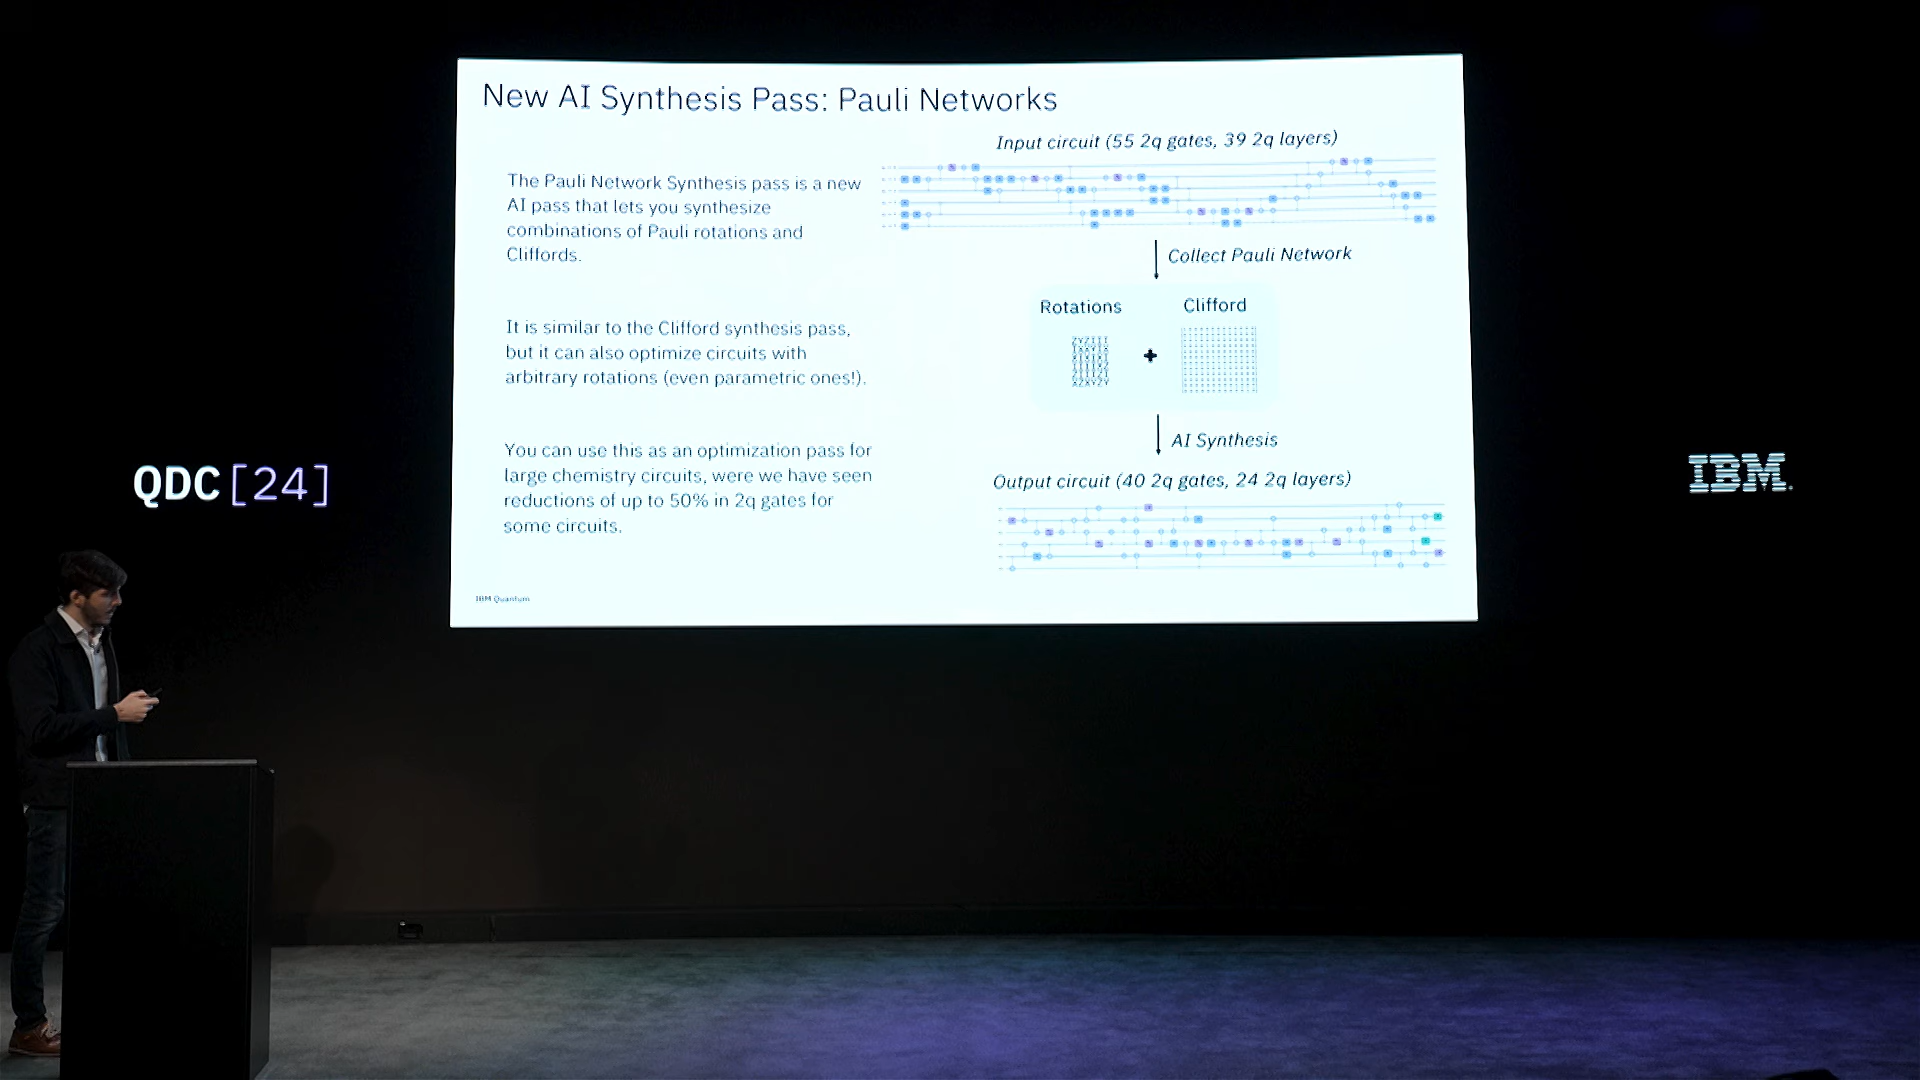 New AI Synthesis Pass: Pauli Networks
The Pauli Network Synthesis pass is a new
AI pass that lets you synthesize
combinations of Pauli rotations and
Cliffords.
It is similar to the Clifford synthesis pass,
but it can also optimize circuits with
arbitrary rotations (even parametric ones!).
You can use this as an optimization pass for
large chemistry circuits, were we have seen
reductions of up to 50% in 2q gates for
some circuits.
IBM Quantum
Input circuit (55 2q gates, 39 2q layers)
Collect Pauli Network
Rotations
Clifford
+
AI Synthesis
Output circuit (40 2q gates, 24 2q layers)
QDC [24]
IBM.